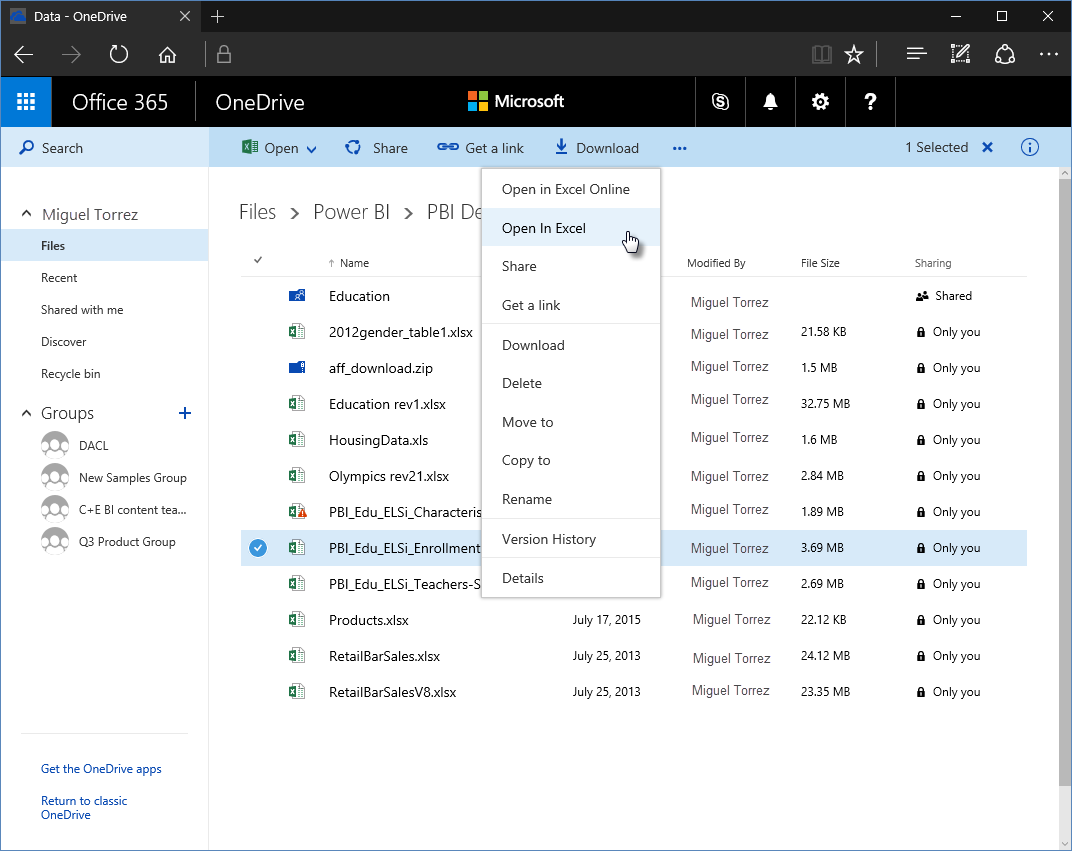 Data - OneDrive
Office 365
OneDrive
Microsoft
Search
Open
Share
Get a link
Download
1 Selected
Miguel Torrez
Files
Recent
Shared with me
Discover
Recycle bin
Groups
DACL
New Samples Group
C+E BI content tea...
Q3 Product Group
Get the OneDrive apps
Return to classic
OneDrive
Files > Power BI > PBI De
Name Modified By File Size Sharing
Education Miguel Torrez Shared
2012gender_table1.xlsx Miguel Torrez 21.58 KB Only you
aff_download.zip Miguel Torrez 1.5 MB Only you
Education rev1.xlsx Miguel Torrez 32.75 MB Only you
HousingData.xls Miguel Torrez 1.6 MB Only you
Olympics rev21.xlsx Miguel Torrez 2.84 MB Only you
PBI_Edu_ELSi_Characteris Miguel Torrez 1.89 MB Only you
PBI_Edu_ELSi_Enrollment Miguel Torrez 3.69 MB Only you
PBI_Edu_ELSi_Teachers-S Miguel Torrez 2.69 MB Only you
Products.xlsx July 17, 2015 Miguel Torrez 22.12 KB Only you
RetailBarSales.xlsx July 25, 2013 Miguel Torrez 24.12 MB Only you
RetailBarSalesV8.xlsx July 25, 2013 Miguel Torrez 23.35 MB Only you
Open in Excel Online
Open In Excel
Share
Get a link
Download
Delete
Move to
Copy to
Rename
Version History
Details